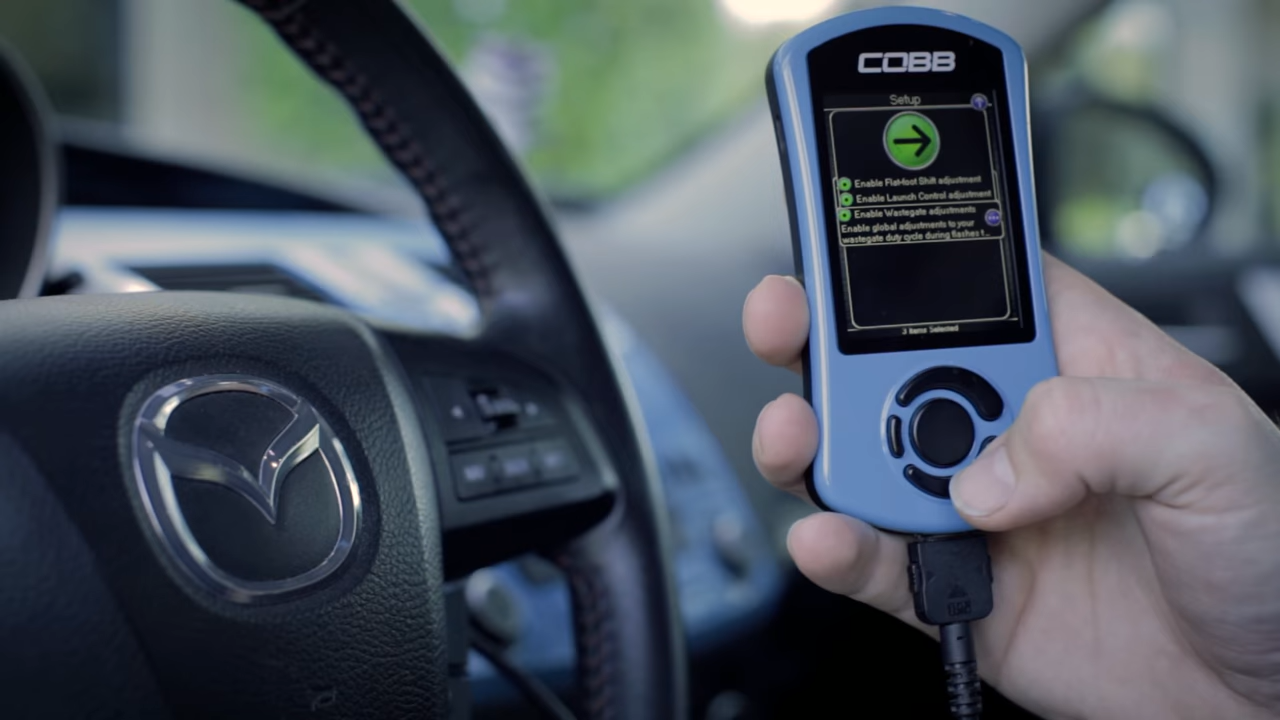 COBB
Setup
Enable FlatFoot Shift adjustment
Enable Launch Control adjustment
Enable Wastegate adjustments
Enable global adjustments to your
wastegate duty cycle during flashes t...
3 Items Selected